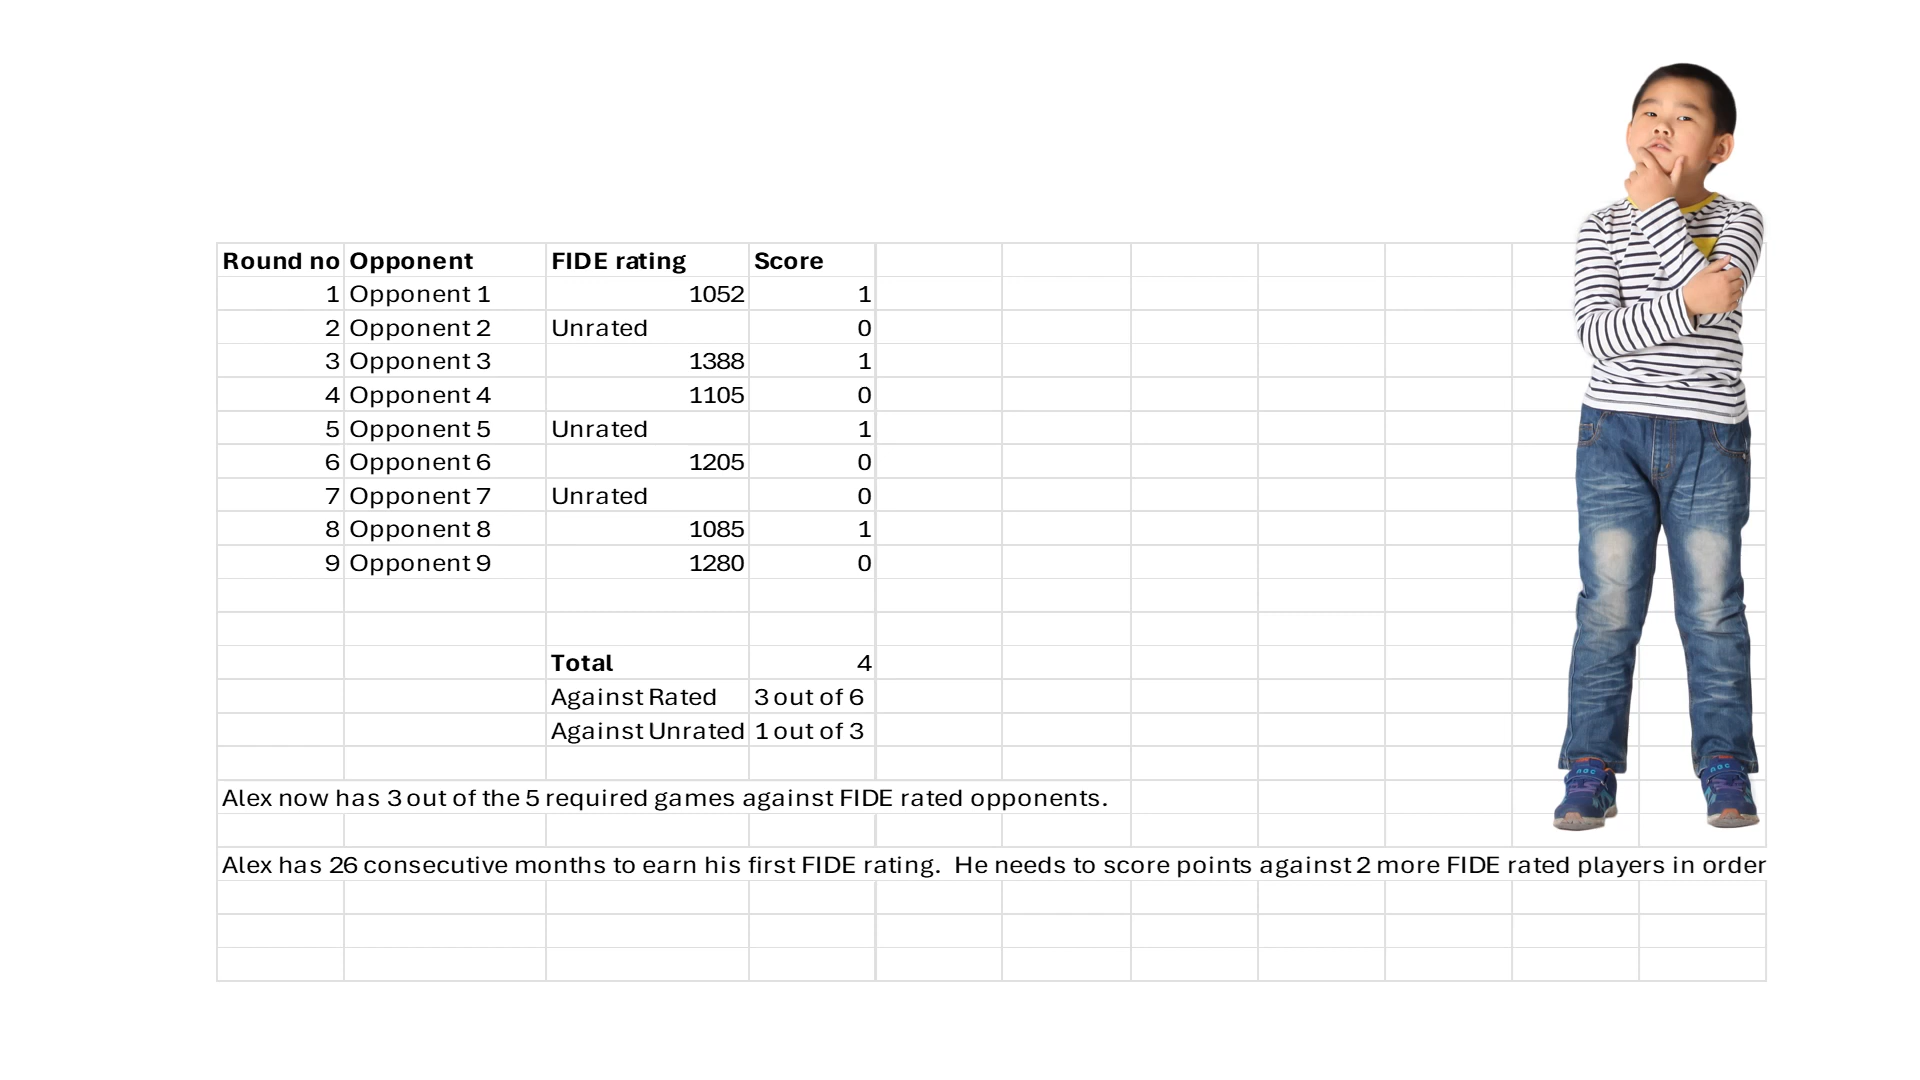 Round no Opponent FIDE rating Score
1 Opponent 1 1052 1
2 Opponent 2 Unrated 0
3 Opponent 3 1388 1
4 Opponent 4 1105 0
5 Opponent 5 Unrated 1
6 Opponent 6 1205 0
7 Opponent 7 Unrated 0
8 Opponent 8 1085 1
9 Opponent 9 1280 0
Total 4
Against Rated 3 out of 6
Against Unrated 1 out of 3
Alex now has 3 out of the 5 required games against FIDE rated opponents.
Alex has 26 consecutive months to earn his first FIDE rating. He needs to score points against 2 more FIDE rated players in order